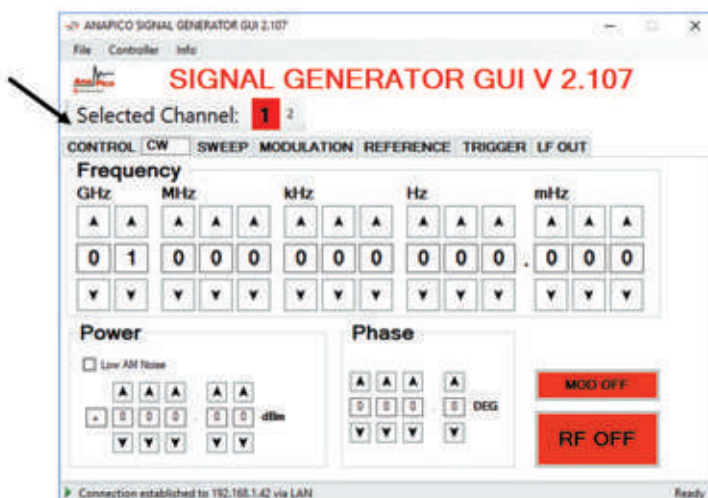 ANAPICO SIGNAL GENERATOR GUI 2.107
File Controller Info
AnaPico SIGNAL GENERATOR GUI V 2.107
Selected Channel: 1 2
CONTROL CW SWEEP MODULATION REFERENCE TRIGGER LF OUT
Frequency
GHz MHz kHz Hz mHz
0 1 0 0 0 0 0 0 0 0 0 . 0 0 0
Power Phase
Low AM Noise
MOD OFF
0 0 0 . 0 0 dBm 0 0 0 . 0 DEG
RF OFF
Connection established to 192.168.1.42 via LAN Ready